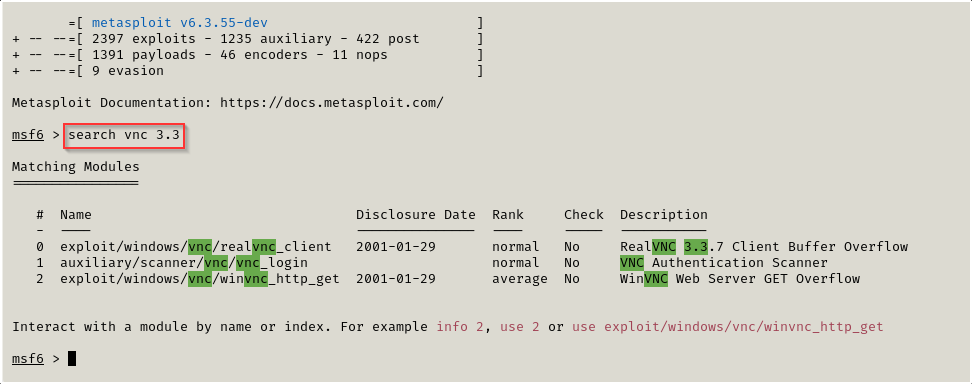 =[ metasploit v6.3.55-dev ]
+ -- --=[ 2397 exploits - 1235 auxiliary - 422 post ]
+ -- --=[ 1391 payloads - 46 encoders - 11 nops ]
+ -- --=[ 9 evasion ]
Metasploit Documentation: https://docs.metasploit.com/
msf6 > search vnc 3.3
Matching Modules
================
# Name Disclosure Date Rank Check Description
- ---- --------------- ---- ----- -----------
0 exploit/windows/vnc/realvnc_client 2001-01-29 normal No RealVNC 3.3.7 Client Buffer Overflow
1 auxiliary/scanner/vnc/vnc_login normal No VNC Authentication Scanner
2 exploit/windows/vnc/winvnc_http_get 2001-01-29 average No WinVNC Web Server GET Overflow
Interact with a module by name or index. For example info 2, use 2 or use exploit/windows/vnc/winvnc_http_get
msf6 >